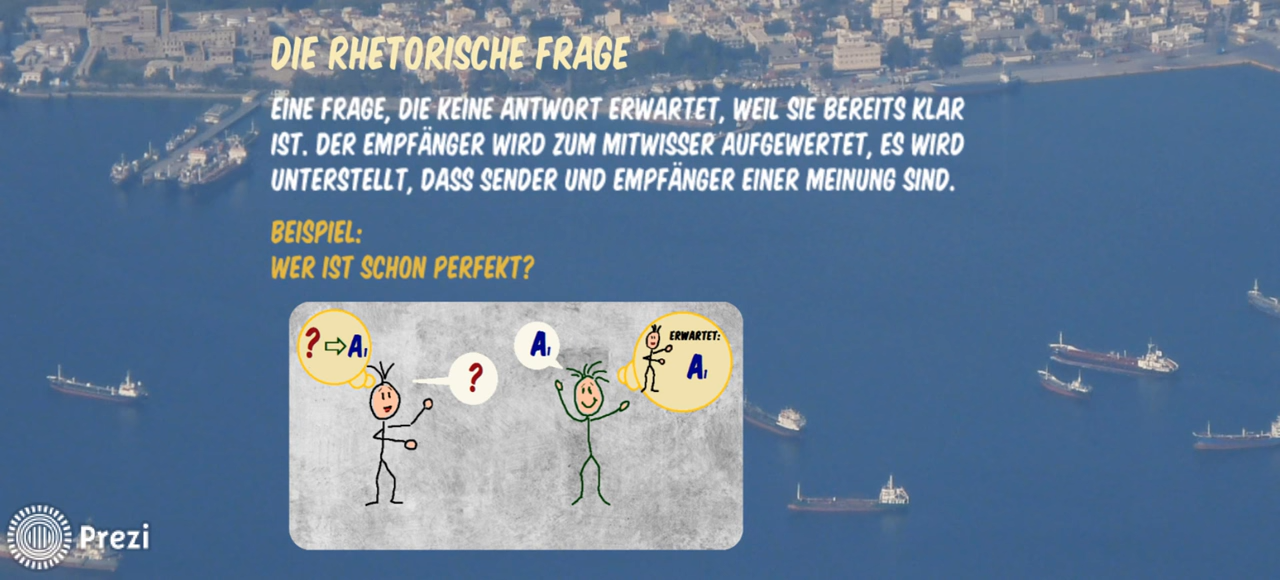 DIE RHETORISCHE FRAGE
EINE FRAGE, DIE KEINE ANTWORT ERWARTET, WEIL SIE BEREITS KLAR
IST. DER EMPFÄNGER WIRD ZUM MITWISSER AUFGEWERTET, ES WIRD
UNTERSTELLT, DASS SENDER UND EMPFÄNGER EINER MEINUNG SIND.
BEISPIEL:
WER IST SCHON PERFEKT?
? ⇨ A1
?
A1
ERWARTET:
A1
Prezi